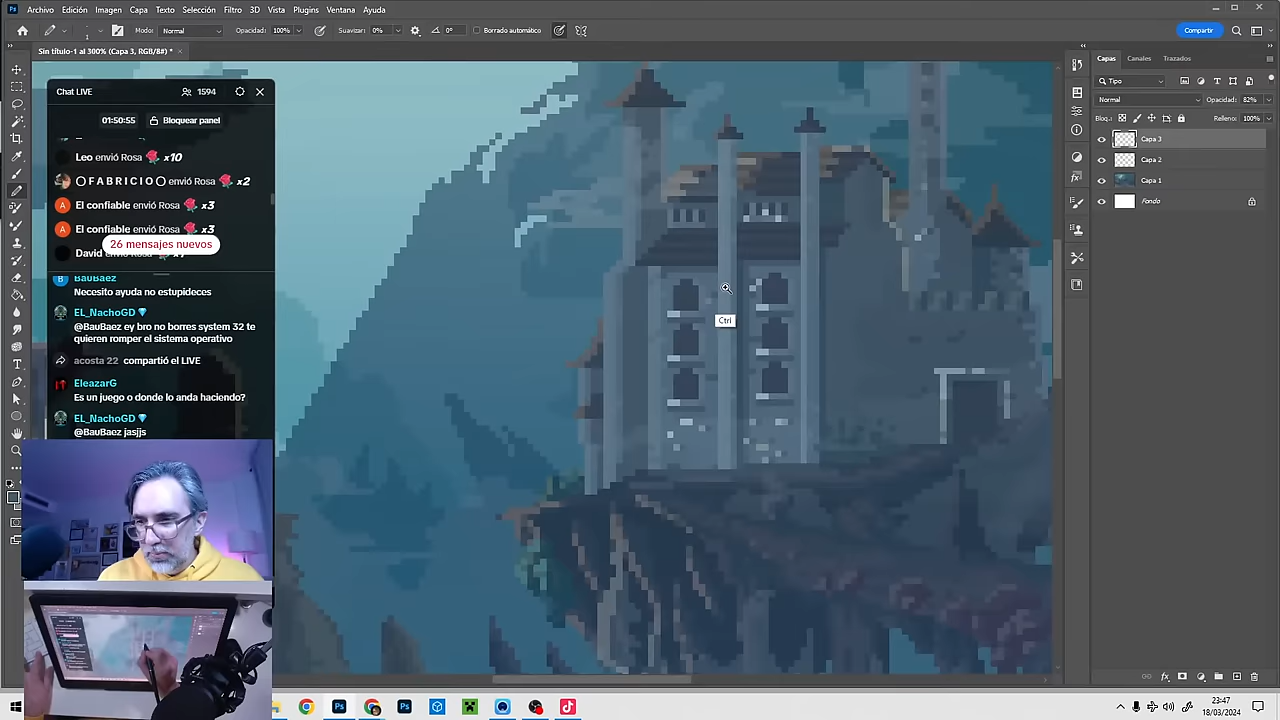 Ps Archivo Edición Imagen Capa Texto Selección Filtro 3D Vista Plugins Ventana Ayuda
Modo: Normal Opacidad: 100% Suavizar: 0% 0° Borrado automático Compartir
Sin título-1 al 300% (Capa 3, RGB/8#) *
Chat LIVE 1594
01:50:55 Bloquear panel
Leo envió Rosa x10
F A B R I C I O envió Rosa x2
A El confiable envió Rosa x3
A El confiable envió Rosa x3
26 mensajes nuevos
David envió Rosa
B BauBaez
Necesito ayuda no estupideces
EL_NachoGD
@BauBaez ey bro no borres system 32 te
quieren romper el sistema operativo
acosta 22 compartió el LIVE
EleazarG
Es un juego o donde lo anda haciendo?
EL_NachoGD
@BauBaez jasjjs
Ctrl
Capas Canales Trazados
Tipo
Normal Opacidad: 82%
Bloq.: Relleno: 100%
Capa 3
Capa 2
Capa 1
Fondo
Ps Ps
23:47
18/03/2024